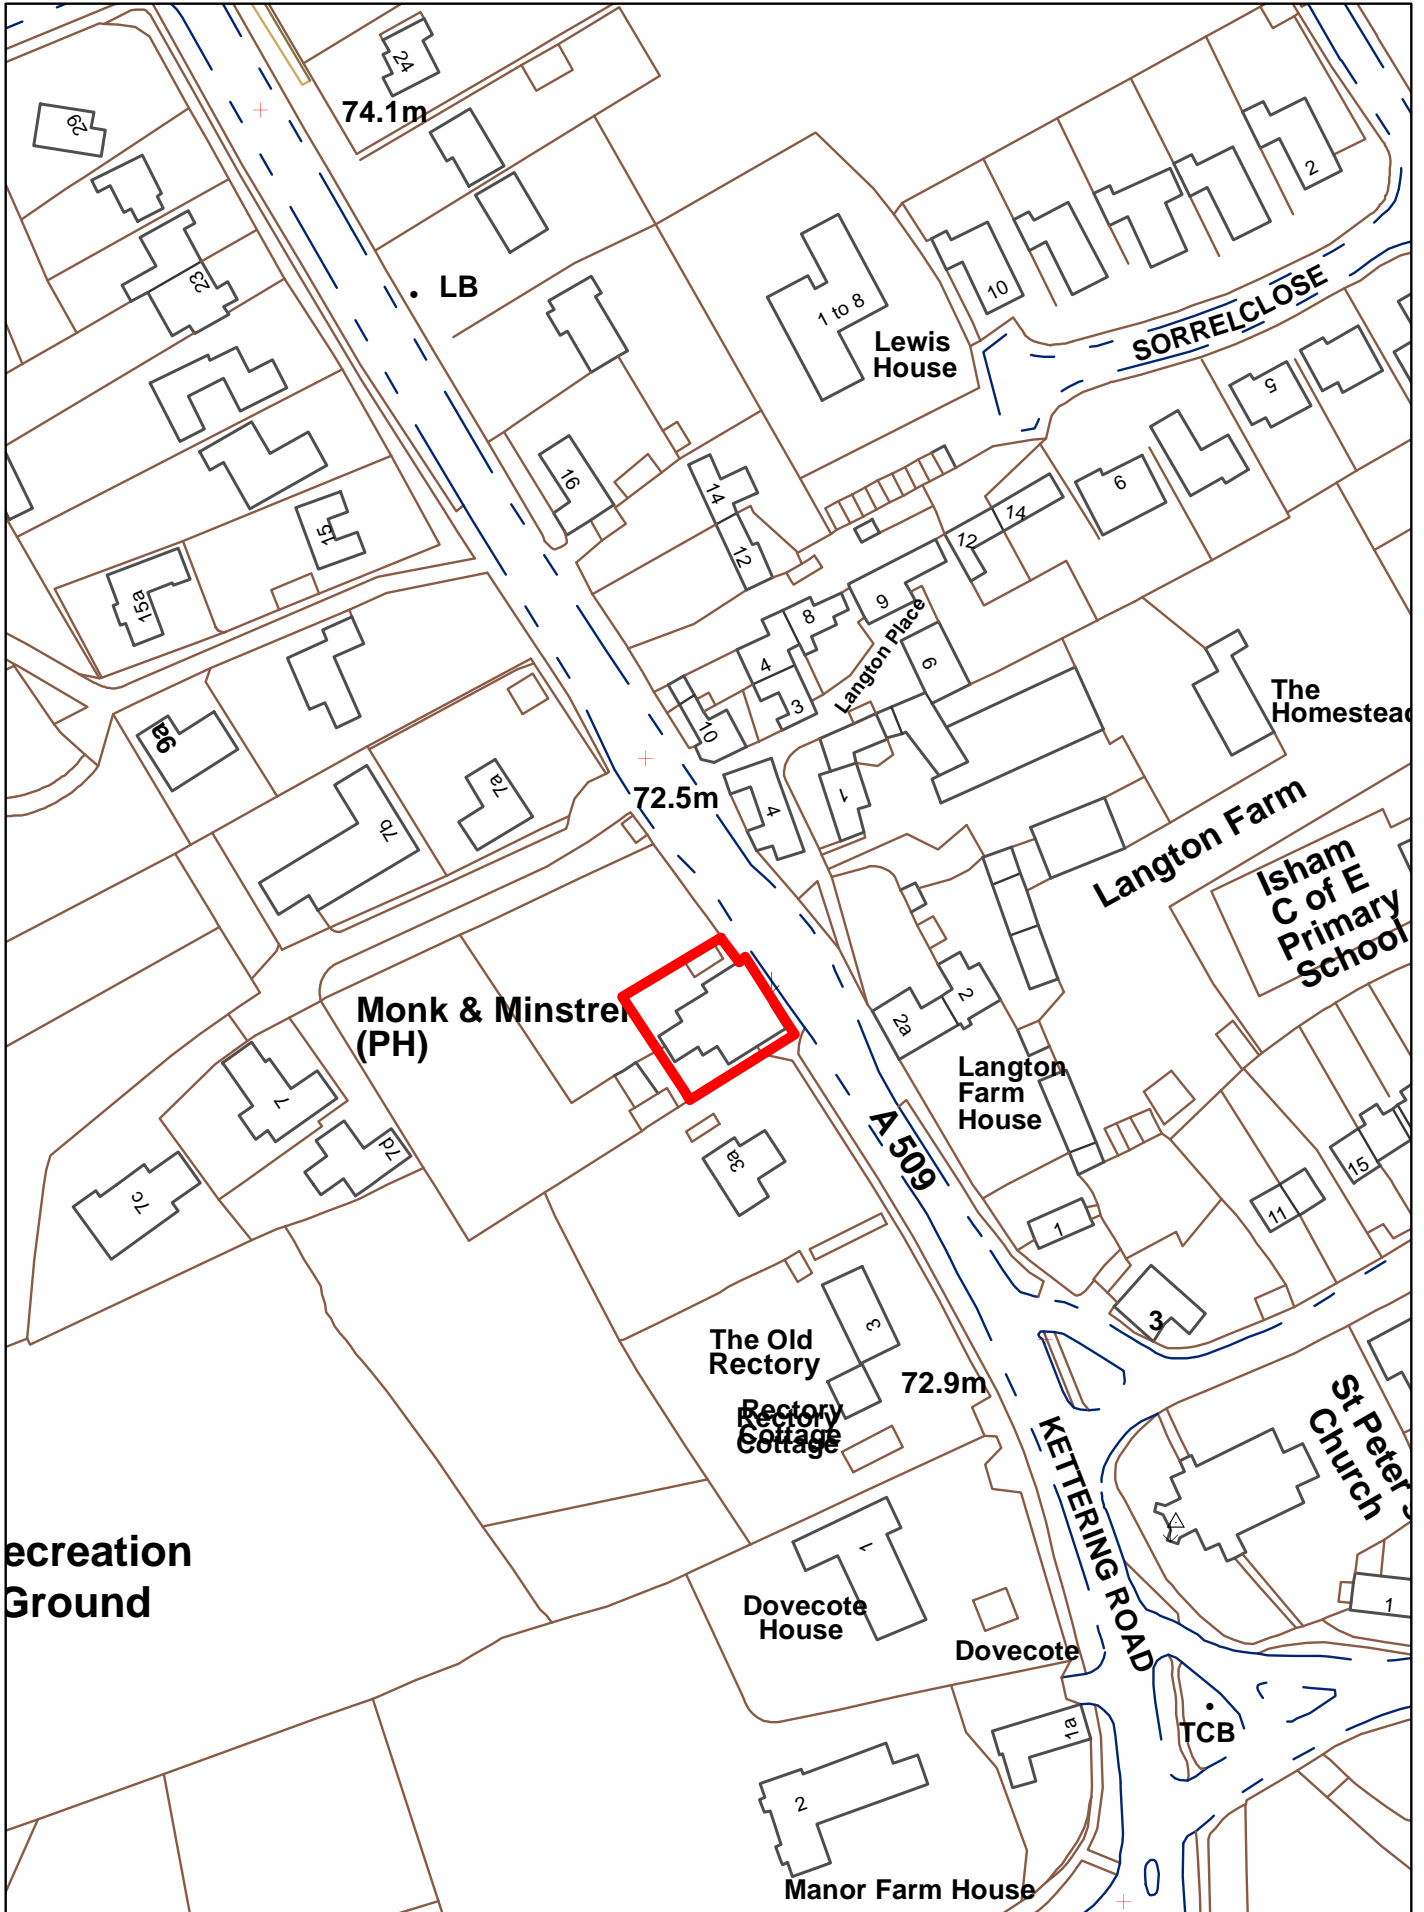 24
74.1m
29
2
23
LB
10
1 to 8
SORRELCLOSE
Lewis
House
5
16
14
6
15
12
14
12
15a
9
8
Langton Place
4
6
3
The
Homestead
10
9a
7a
72.5m
4
1
7b
Langton Farm
Isham
C of E
Primary
School
Monk & Minstrel
(PH)
2
2a
Langton
Farm
House
7
7d
A 509
3a
15
7c
11
1
3
3
The Old
Rectory
72.9m
Rectory
Cottage
Rectory
Cottage
KETTERING ROAD
St Peter's
Church
ecreation
Ground
1
Dovecote
House
1
Dovecote
1a
TCB
2
Manor Farm House